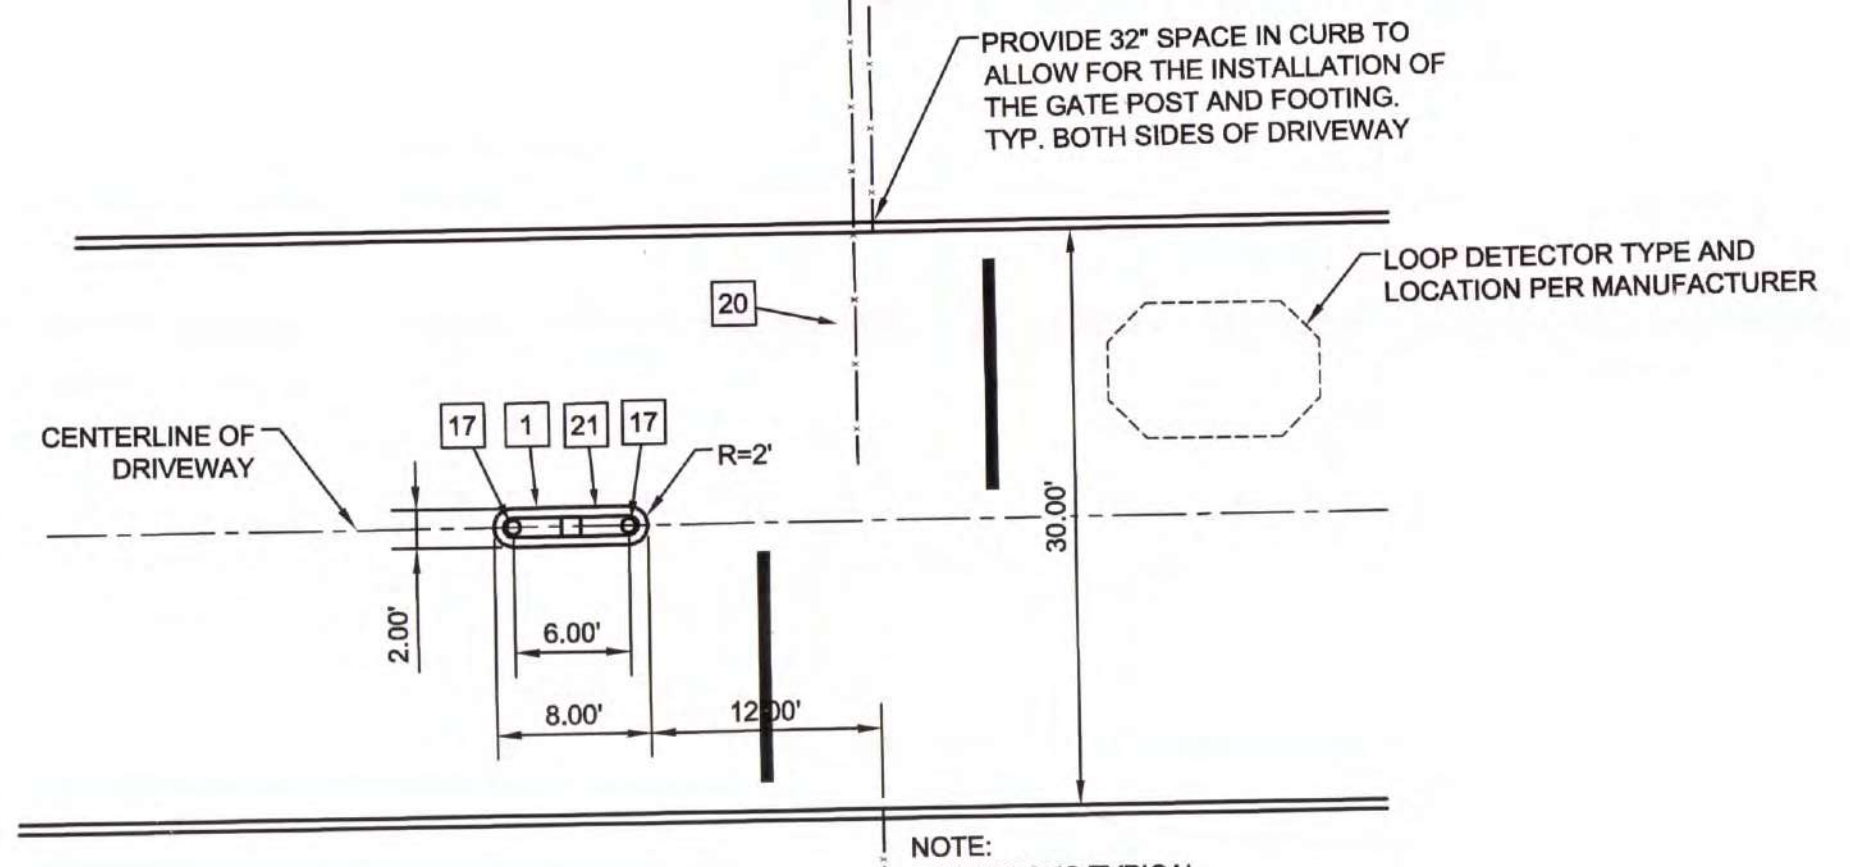 PROVIDE 32" SPACE IN CURB TO
ALLOW FOR THE INSTALLATION OF
THE GATE POST AND FOOTING.
TYP. BOTH SIDES OF DRIVEWAY
LOOP DETECTOR TYPE AND
LOCATION PER MANUFACTURER
20
CENTERLINE OF
DRIVEWAY
17 1 21 17
R=2'
30.00'
2.00'
6.00'
8.00'
12.00'
NOTE: